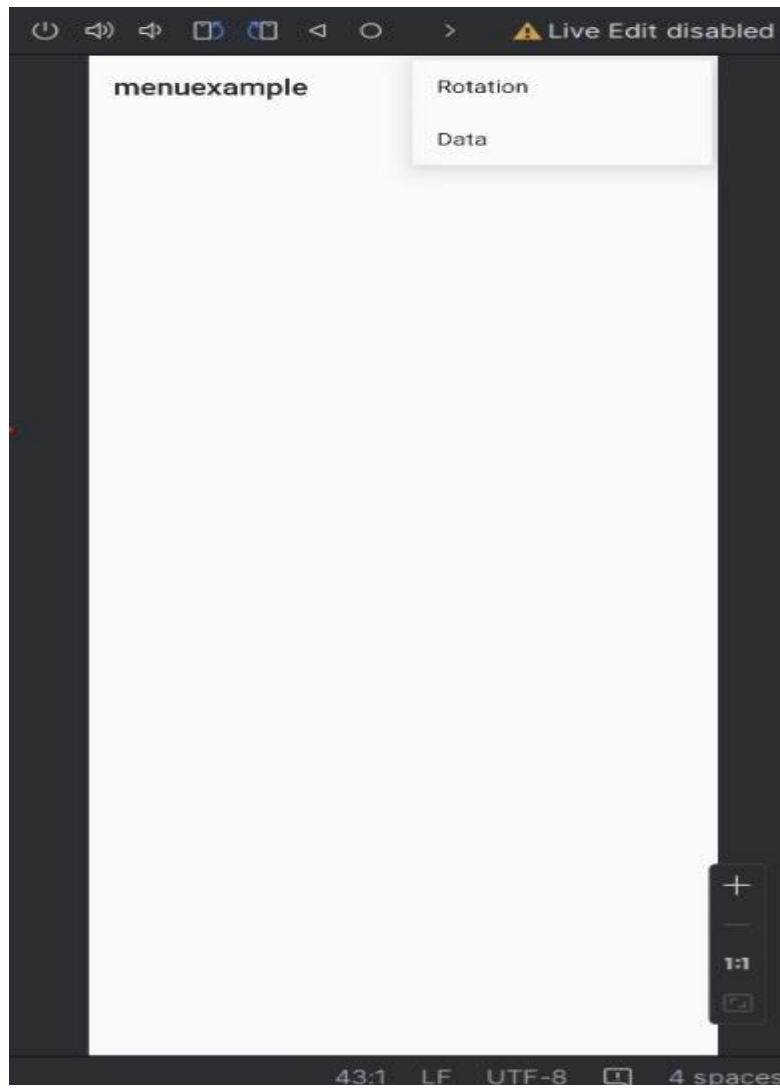 Live Edit disabled
menuexample
Rotation
Data
1:1
43:1 LF UTF-8 4 spaces